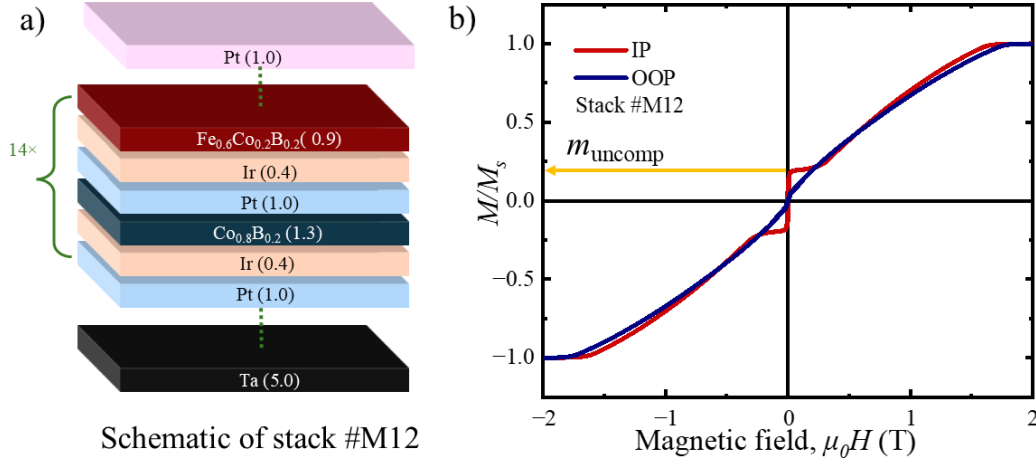 a)
Pt (1.0)
14×
Fe0.6Co0.2B0.2( 0.9)
Ir (0.4)
Pt (1.0)
Co0.8B0.2 (1.3)
Ir (0.4)
Pt (1.0)
Ta (5.0)
Schematic of stack #M12
b)
IP
OOP
Stack #M12
muncomp
M/Ms
1.0
0.5
0.0
−0.5
−1.0
−2 −1 0 1 2
Magnetic field, μ0H (T)